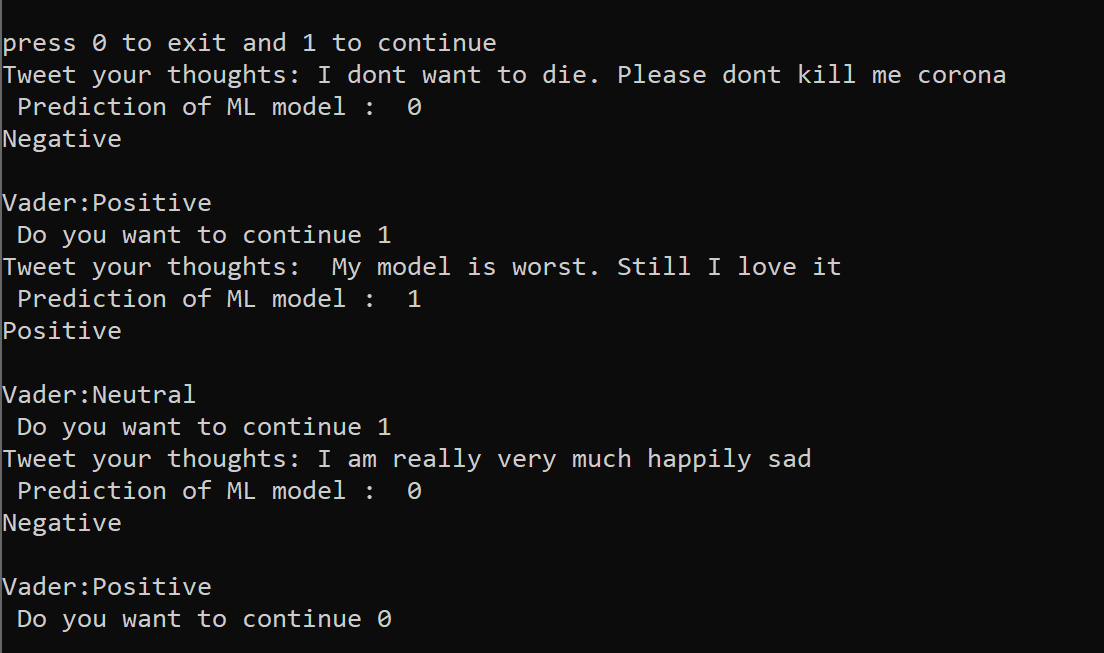 press 0 to exit and 1 to continue
Tweet your thoughts: I dont want to die. Please dont kill me corona
 Prediction of ML model :  0
Negative

Vader:Positive
 Do you want to continue 1
Tweet your thoughts:  My model is worst. Still I love it
 Prediction of ML model :  1
Positive

Vader:Neutral
 Do you want to continue 1
Tweet your thoughts: I am really very much happily sad
 Prediction of ML model :  0
Negative

Vader:Positive
 Do you want to continue 0